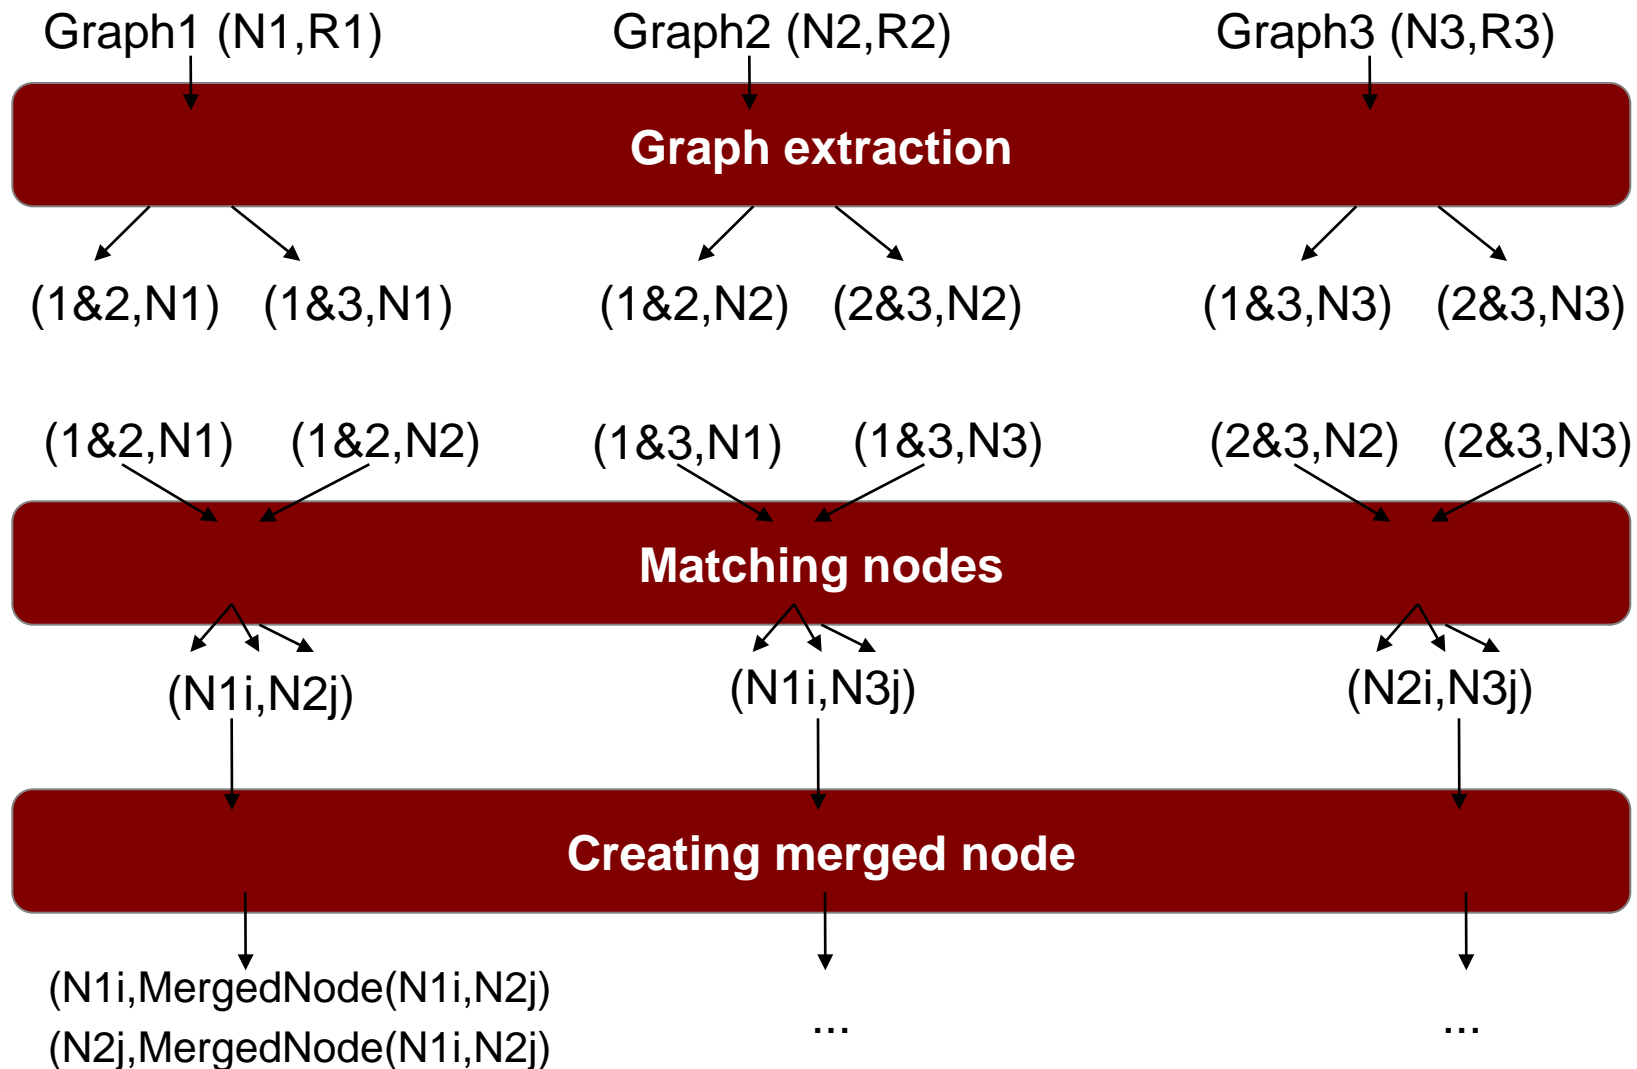 Graph1 (N1,R1) Graph2 (N2,R2) Graph3 (N3,R3)
Graph extraction
(1&2,N1) (1&3,N1) (1&2,N2) (2&3,N2) (1&3,N3) (2&3,N3)
(1&2,N1) (1&2,N2) (1&3,N1) (1&3,N3) (2&3,N2) (2&3,N3)
Matching nodes
(N1i,N2j) (N1i,N3j) (N2i,N3j)
Creating merged node
(N1i,MergedNode(N1i,N2j)
(N2j,MergedNode(N1i,N2j) ... ...